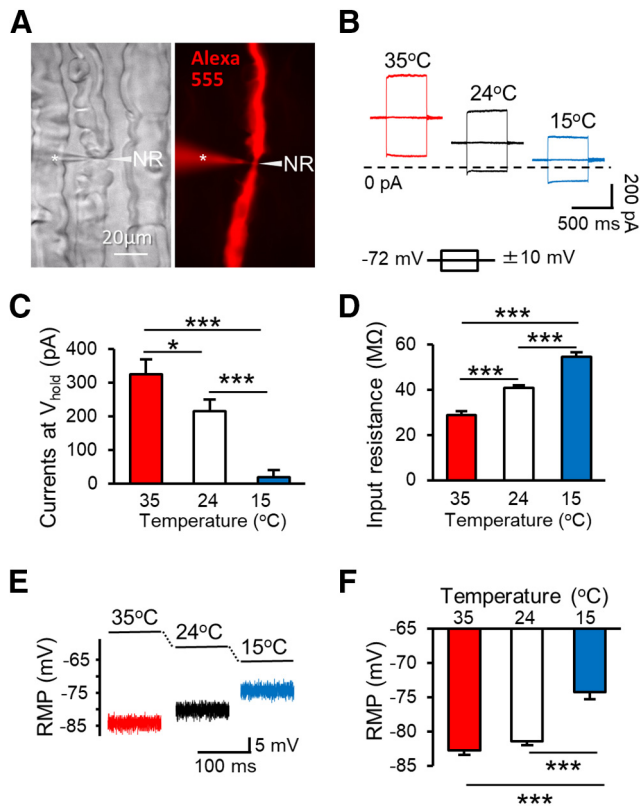 A
Alexa
555
*
NR
*
NR
20μm
B
35°C
24°C
15°C
0 pA
200 pA
500 ms
-72 mV
±10 mV
C
***
*
***
400
300
200
100
0
Currents at Vhold (pA)
35
24
15
Temperature (°C)
D
***
***
***
60
40
20
0
Input resistance (MΩ)
35
24
15
Temperature (°C)
E
35°C
24°C
15°C
-65
-75
-85
RMP (mV)
5 mV
100 ms
F
Temperature (°C)
35
24
15
-65
-70
-75
-80
-85
RMP (mV)
***
***